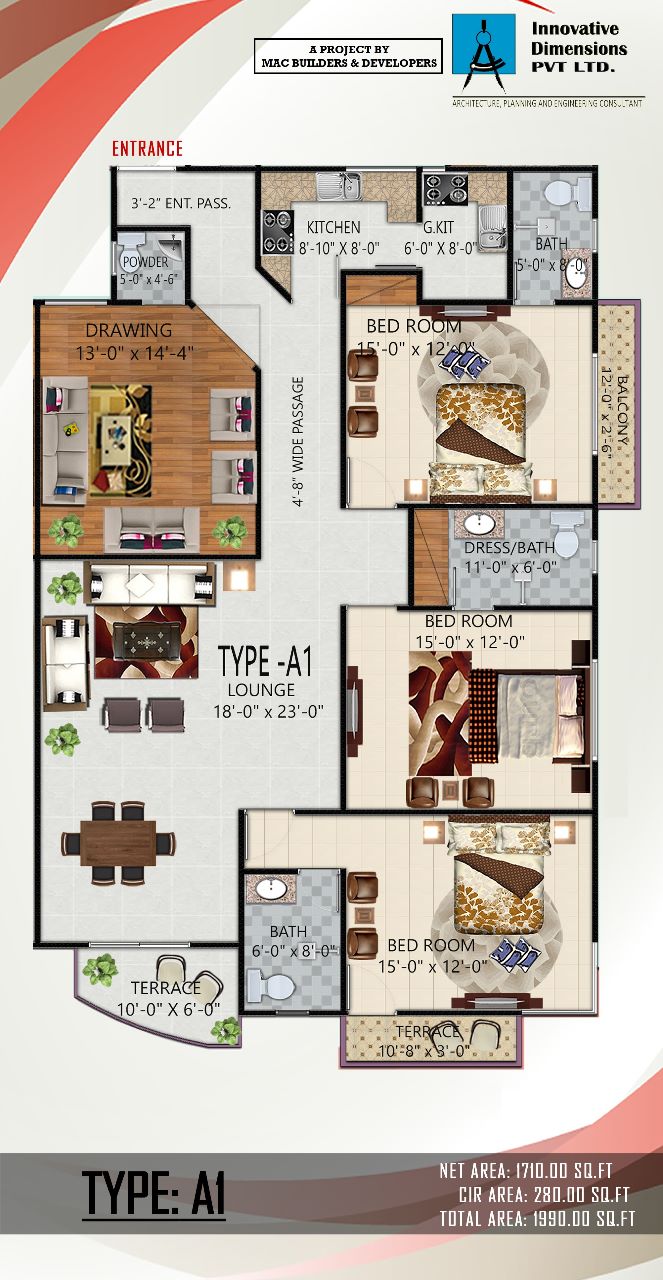 A PROJECT BY
MAC BUILDERS & DEVELOPERS
Innovative
Dimensions
PVT LTD.
ARCHITECTURE, PLANNING AND ENGINEERING CONSULTANT
ENTRANCE
3'-2" ENT. PASS.
KITCHEN
8'-10" X 8'-0"
G.KIT
6'-0" X 8'-0"
BATH
5'-0" x 8'-0"
POWDER
5'-0" x 4'-6"
DRAWING
13'-0" x 14'-4"
BED ROOM
15'-0" x 12'-0"
BALCONY
12'-0" x 2'-6"
4'-8" WIDE PASSAGE
DRESS/BATH
11'-0" x 6'-0"
BED ROOM
15'-0" x 12'-0"
TYPE -A1
LOUNGE
18'-0" x 23'-0"
BATH
6'-0" x 8'-0"
BED ROOM
15'-0" x 12'-0"
TERRACE
10'-0" X 6'-0"
TERRACE
10'-8" x 3'-0"
TYPE: A1
NET AREA: 1710.00 SQ.FT
CIR AREA: 280.00 SQ.FT
TOTAL AREA: 1990.00 SQ.FT